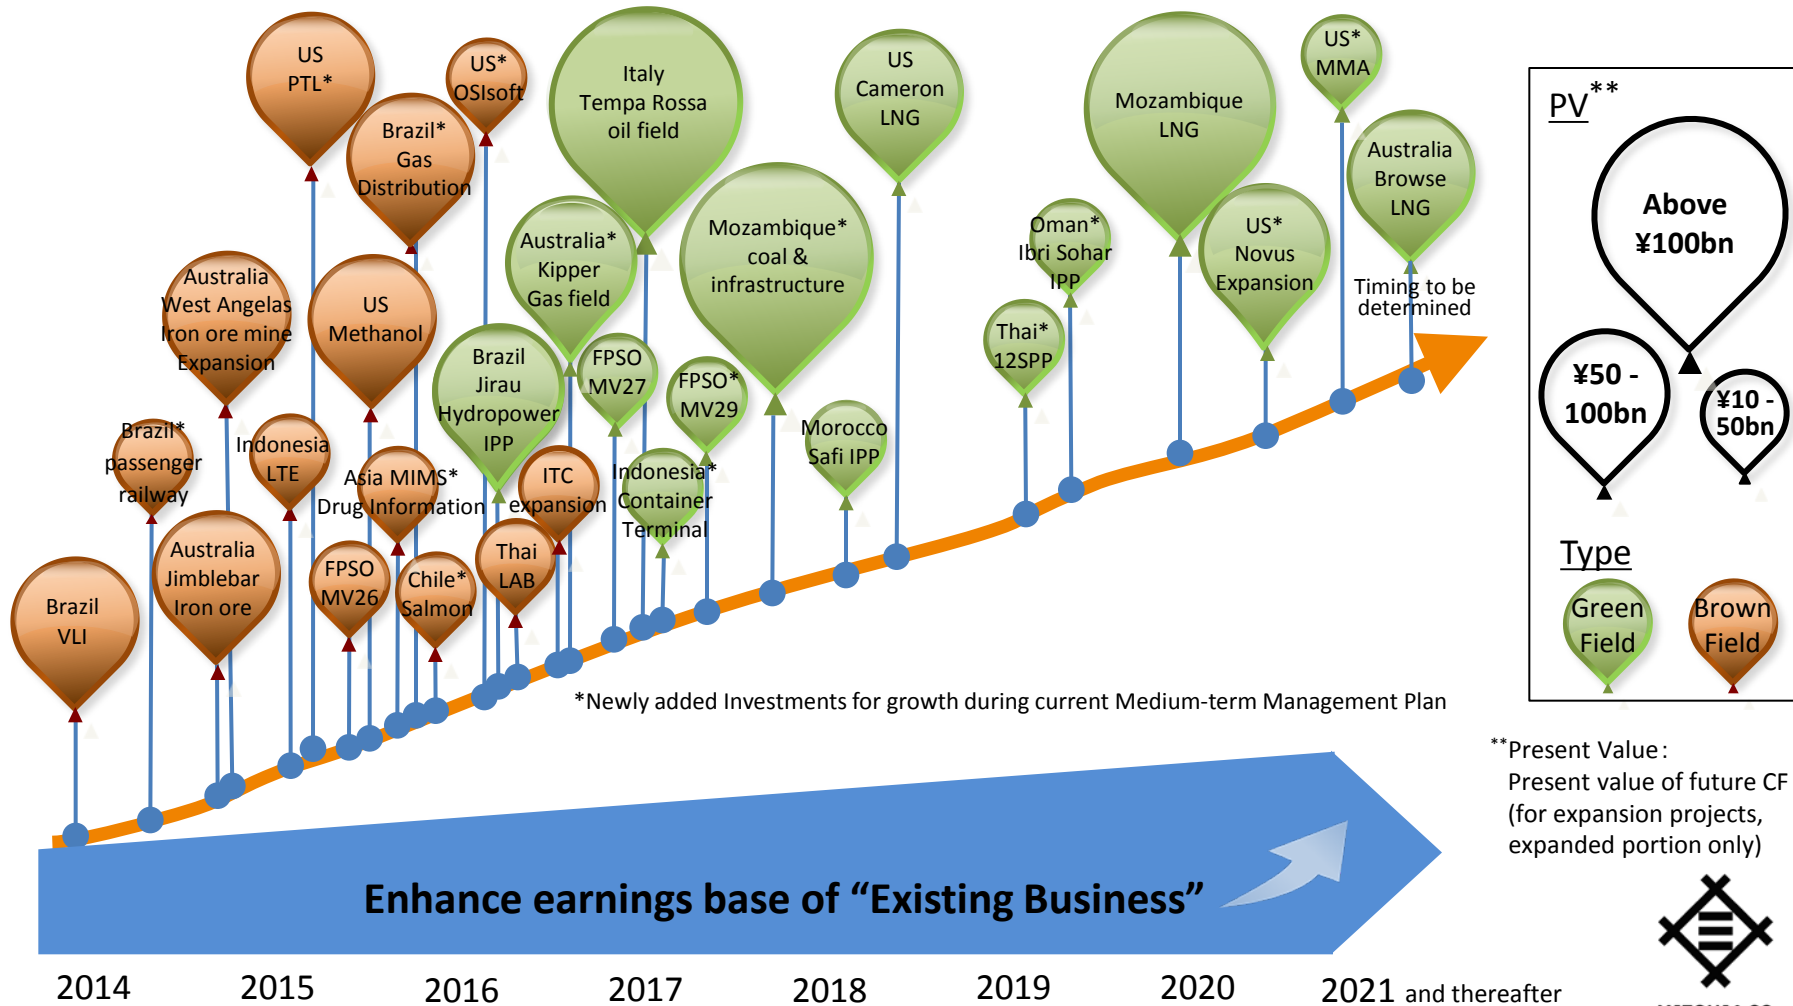 US
PTL*
US*
OSIsoft
Brazil*
Gas
Distribution
Italy
Tempa Rossa
oil field
US
Cameron
LNG
Mozambique
LNG
US*
MMA
Australia
Browse
LNG
Timing to be
determined
Australia
West Angelas
Iron ore mine
Expansion
US
Methanol
Australia*
Kipper
Gas field
Mozambique*
coal &
infrastructure
Oman*
Ibri Sohar
IPP
US*
Novus
Expansion
Thai*
12SPP
Brazil
Jirau
Hydropower
IPP
FPSO
MV27
FPSO*
MV29
Morocco
Safi IPP
Brazil*
passenger
railway
Indonesia
LTE
Asia MIMS*
Drug Information
ITC
expansion
Indonesia*
Container
Terminal
Australia
Jimblebar
Iron ore
FPSO
MV26
Chile*
Salmon
Thai
LAB
Brazil
VLI
*Newly added Investments for growth during current Medium-term Management Plan
PV**
Above
¥100bn
¥50 -
100bn
¥10 -
50bn
Type
Green
Field
Brown
Field
**Present Value :
Present value of future CF
(for expansion projects,
expanded portion only)
Enhance earnings base of “Existing Business”
2014 2015 2016 2017 2018 2019 2020 2021 and thereafter